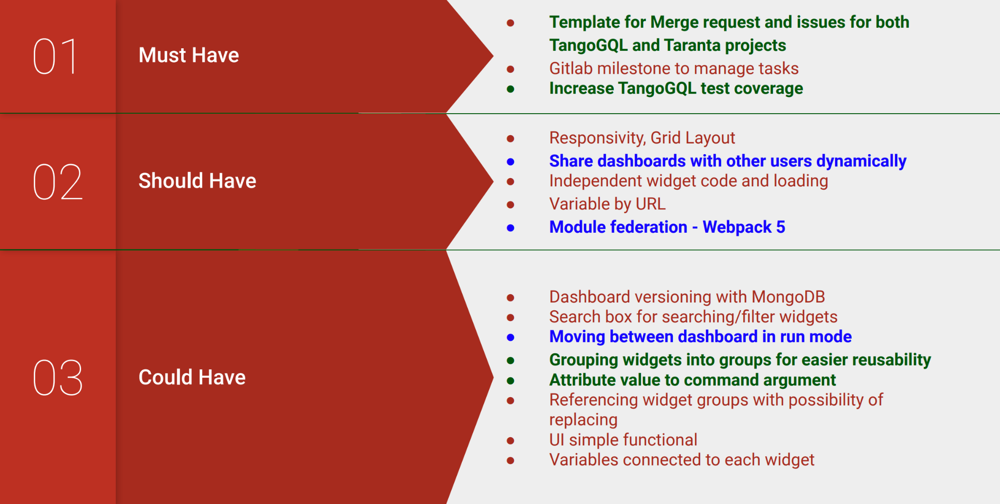 01
Must Have
● Template for Merge request and issues for both
TangoGQL and Taranta projects
● Gitlab milestone to manage tasks
● Increase TangoGQL test coverage
02
Should Have
● Responsivity, Grid Layout
● Share dashboards with other users dynamically
● Independent widget code and loading
● Variable by URL
● Module federation - Webpack 5
03
Could Have
● Dashboard versioning with MongoDB
● Search box for searching/filter widgets
● Moving between dashboard in run mode
● Grouping widgets into groups for easier reusability
● Attribute value to command argument
● Referencing widget groups with possibility of
replacing
● UI simple functional
● Variables connected to each widget